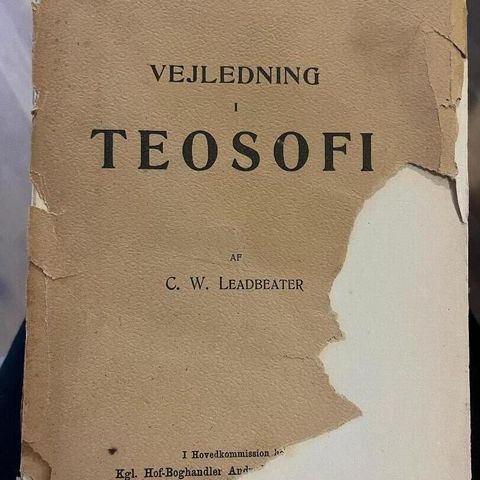 VEJLEDNING
I
TEOSOFI
AF
C. W. LEADBEATER
I Hovedkommission
Kgl. Hof-Boghandler